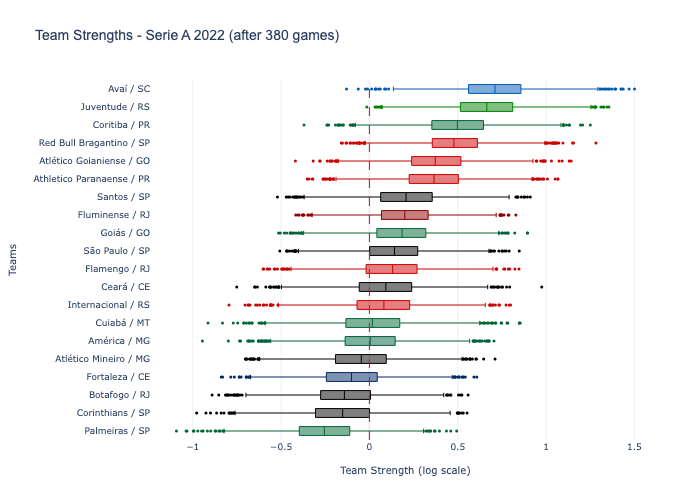 Team Strengths - Serie A 2022 (after 380 games)
Avaí / SC
Juventude / RS
Coritiba / PR
Red Bull Bragantino / SP
Atlético Goianiense / GO
Athletico Paranaense / PR
Santos / SP
Fluminense / RJ
Goiás / GO
São Paulo / SP
Flamengo / RJ
Ceará / CE
Internacional / RS
Cuiabá / MT
América / MG
Atlético Mineiro / MG
Fortaleza / CE
Botafogo / RJ
Corinthians / SP
Palmeiras / SP
Teams
−1 −0.5 0 0.5 1 1.5
Team Strength (log scale)